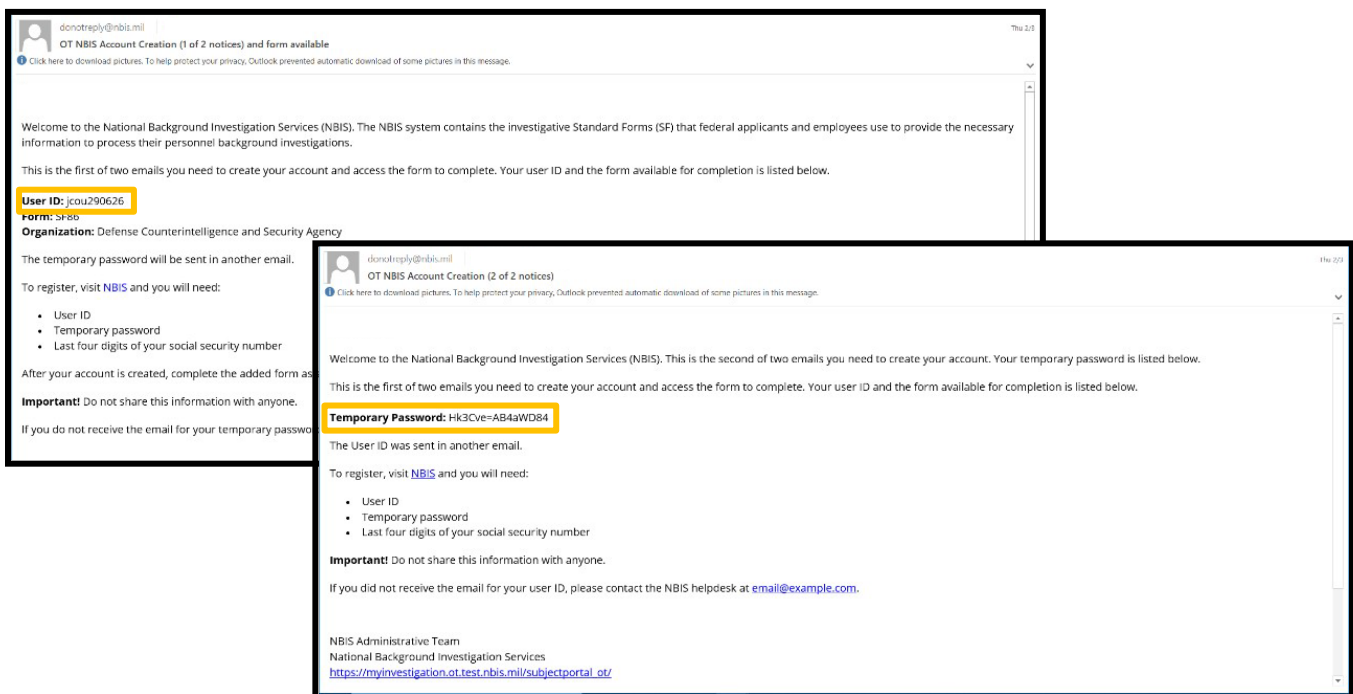 donotreply@nbis.mil
Thu 2/3
OT NBIS Account Creation (1 of 2 notices) and form available
Click here to download pictures. To help protect your privacy, Outlook prevented automatic download of some pictures in this message.
Welcome to the National Background Investigation Services (NBIS). The NBIS system contains the investigative Standard Forms (SF) that federal applicants and employees use to provide the necessary
information to process their personnel background investigations.
This is the first of two emails you need to create your account and access the form to complete. Your user ID and the form available for completion is listed below.
User ID: jcou290626
Form: SF86
Organization: Defense Counterintelligence and Security Agency
The temporary password will be sent in another email.
To register, visit NBIS and you will need:
• User ID
• Temporary password
• Last four digits of your social security number
After your account is created, complete the added form as
Important! Do not share this information with anyone.
If you do not receive the email for your temporary passwo
donotreply@nbis.mil
Thu 2/3
OT NBIS Account Creation (2 of 2 notices)
Click here to download pictures. To help protect your privacy, Outlook prevented automatic download of some pictures in this message.
Welcome to the National Background Investigation Services (NBIS). This is the second of two emails you need to create your account. Your temporary password is listed below.
This is the first of two emails you need to create your account and access the form to complete. Your user ID and the form available for completion is listed below.
Temporary Password: Hk3Cve=AB4aWD84
The User ID was sent in another email.
To register, visit NBIS and you will need:
• User ID
• Temporary password
• Last four digits of your social security number
Important! Do not share this information with anyone.
If you did not receive the email for your user ID, please contact the NBIS helpdesk at email@example.com.
NBIS Administrative Team
National Background Investigation Services
https://myinvestigation.ot.test.nbis.mil/subjectportal_ot/